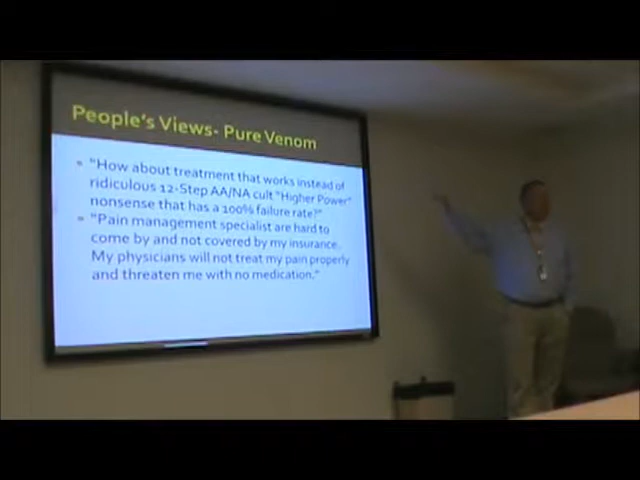 People's Views- Pure Venom
"How about treatment that works instead of
ridiculous 12-Step AA/NA cult "Higher Power"
nonsense that has a 100% failure rate?"
"Pain management specialist are hard to
come by and not covered by my insurance.
My physicians will not treat my pain properly
and threaten me with no medication."